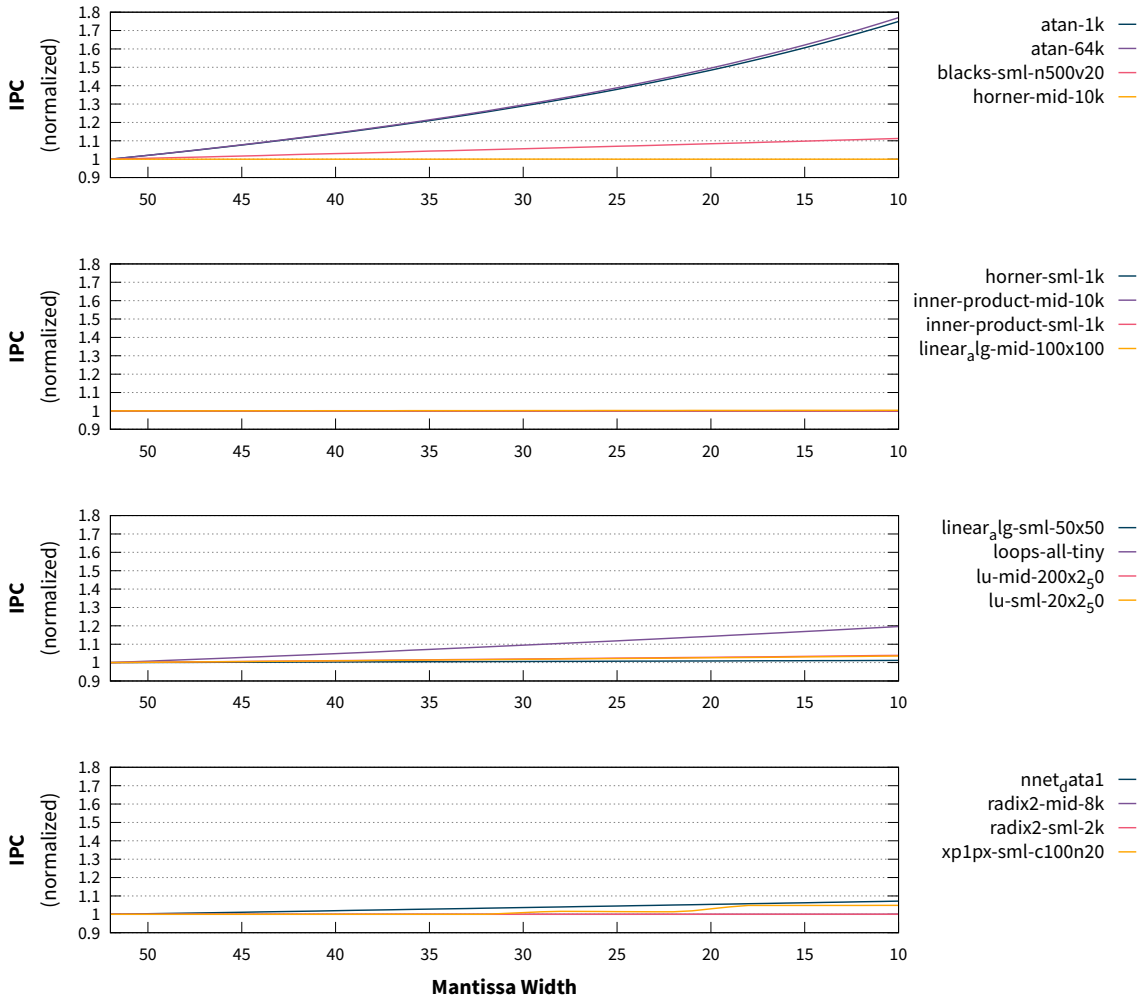 IPC
(normalized)
1.8
1.7
1.6
1.5
1.4
1.3
1.2
1.1
1
0.9
50 45 40 35 30 25 20 15 10
atan-1k
atan-64k
blacks-sml-n500v20
horner-mid-10k
IPC
(normalized)
1.8
1.7
1.6
1.5
1.4
1.3
1.2
1.1
1
0.9
50 45 40 35 30 25 20 15 10
horner-sml-1k
inner-product-mid-10k
inner-product-sml-1k
linearalg-mid-100x100
IPC
(normalized)
1.8
1.7
1.6
1.5
1.4
1.3
1.2
1.1
1
0.9
50 45 40 35 30 25 20 15 10
linearalg-sml-50x50
loops-all-tiny
lu-mid-200x250
lu-sml-20x250
IPC
(normalized)
1.8
1.7
1.6
1.5
1.4
1.3
1.2
1.1
1
0.9
50 45 40 35 30 25 20 15 10
nnetdata1
radix2-mid-8k
radix2-sml-2k
xp1px-sml-c100n20
Mantissa Width